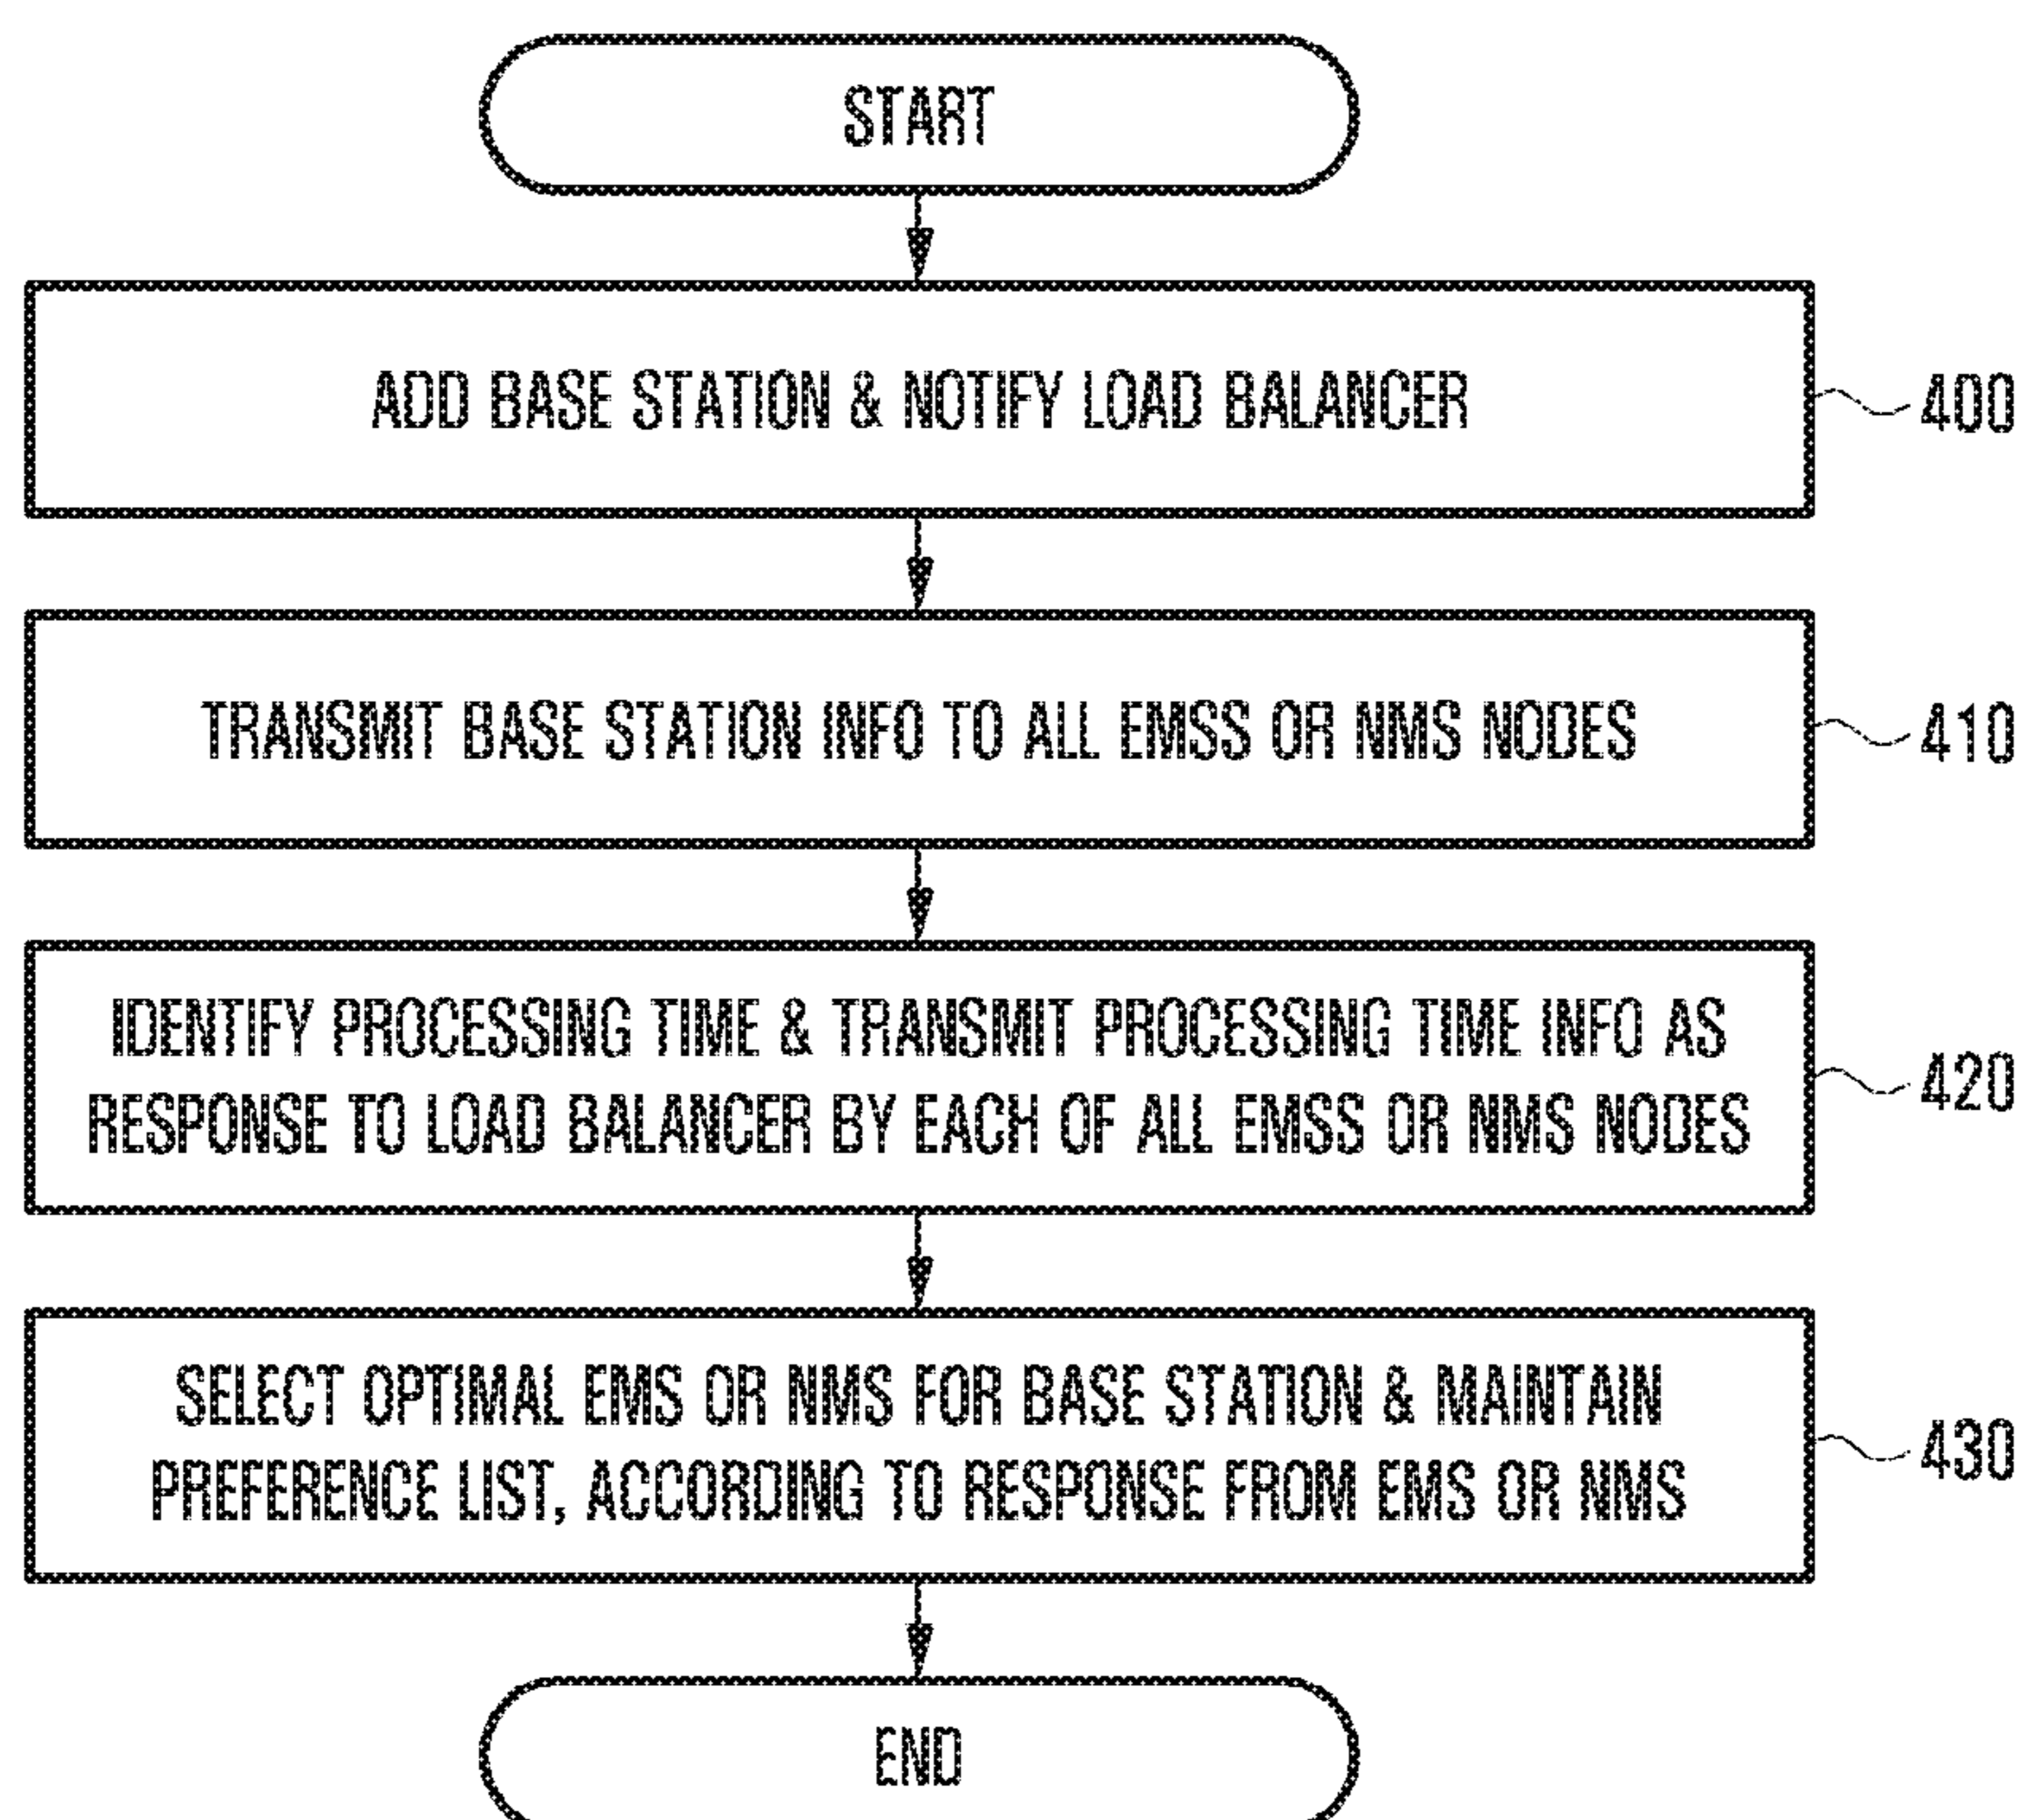 START
ADD BASE STATION & NOTIFY LOAD BALANCER
400
TRANSMIT BASE STATION INFO TO ALL EMSS OR NMS NODES
410
IDENTIFY PROCESSING TIME & TRANSMIT PROCESSING TIME INFO AS
RESPONSE TO LOAD BALANCER BY EACH OF ALL EMSS OR NMS NODES
420
SELECT OPTIMAL EMS OR NMS FOR BASE STATION & MAINTAIN
PREFERENCE LIST, ACCORDING TO RESPONSE FROM EMS OR NMS
430
END